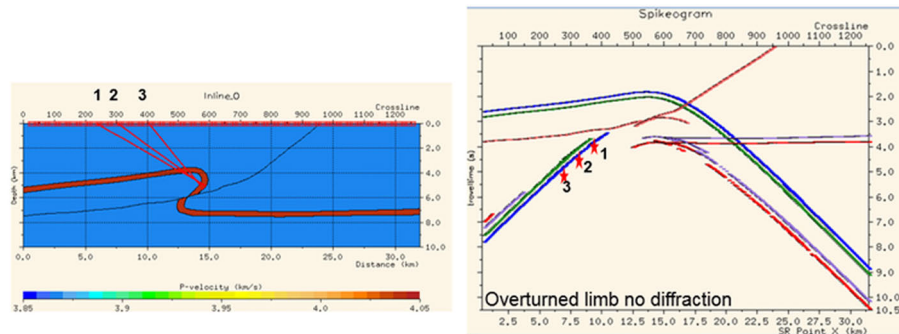 1 2 3
Inline_0
Crossline
0 100 200 300 400 500 600 700 800 900 1000 1200
0.0
2.0
4.0
6.0
8.0
10.0
Depth (km)
0.0 5.0 10.0 15.0 20.0 25.0 30.0
Distance (km)
P-velocity (km/s)
3.85 3.9 3.95 4.0 4.05
Spikeogram
Crossline
100 200 300 400 500 600 700 800 900 1000 1200
0.0
1.0
2.0
3.0
4.0
5.0
6.0
7.0
8.0
9.0
10.5
Traveltime (s)
1
2
3
Overturned limb no diffraction
2.5 5.0 7.5 10.0 12.5 15.0 17.5 20.0 22.5 25.0 27.5 30.0
SR Point X (km)